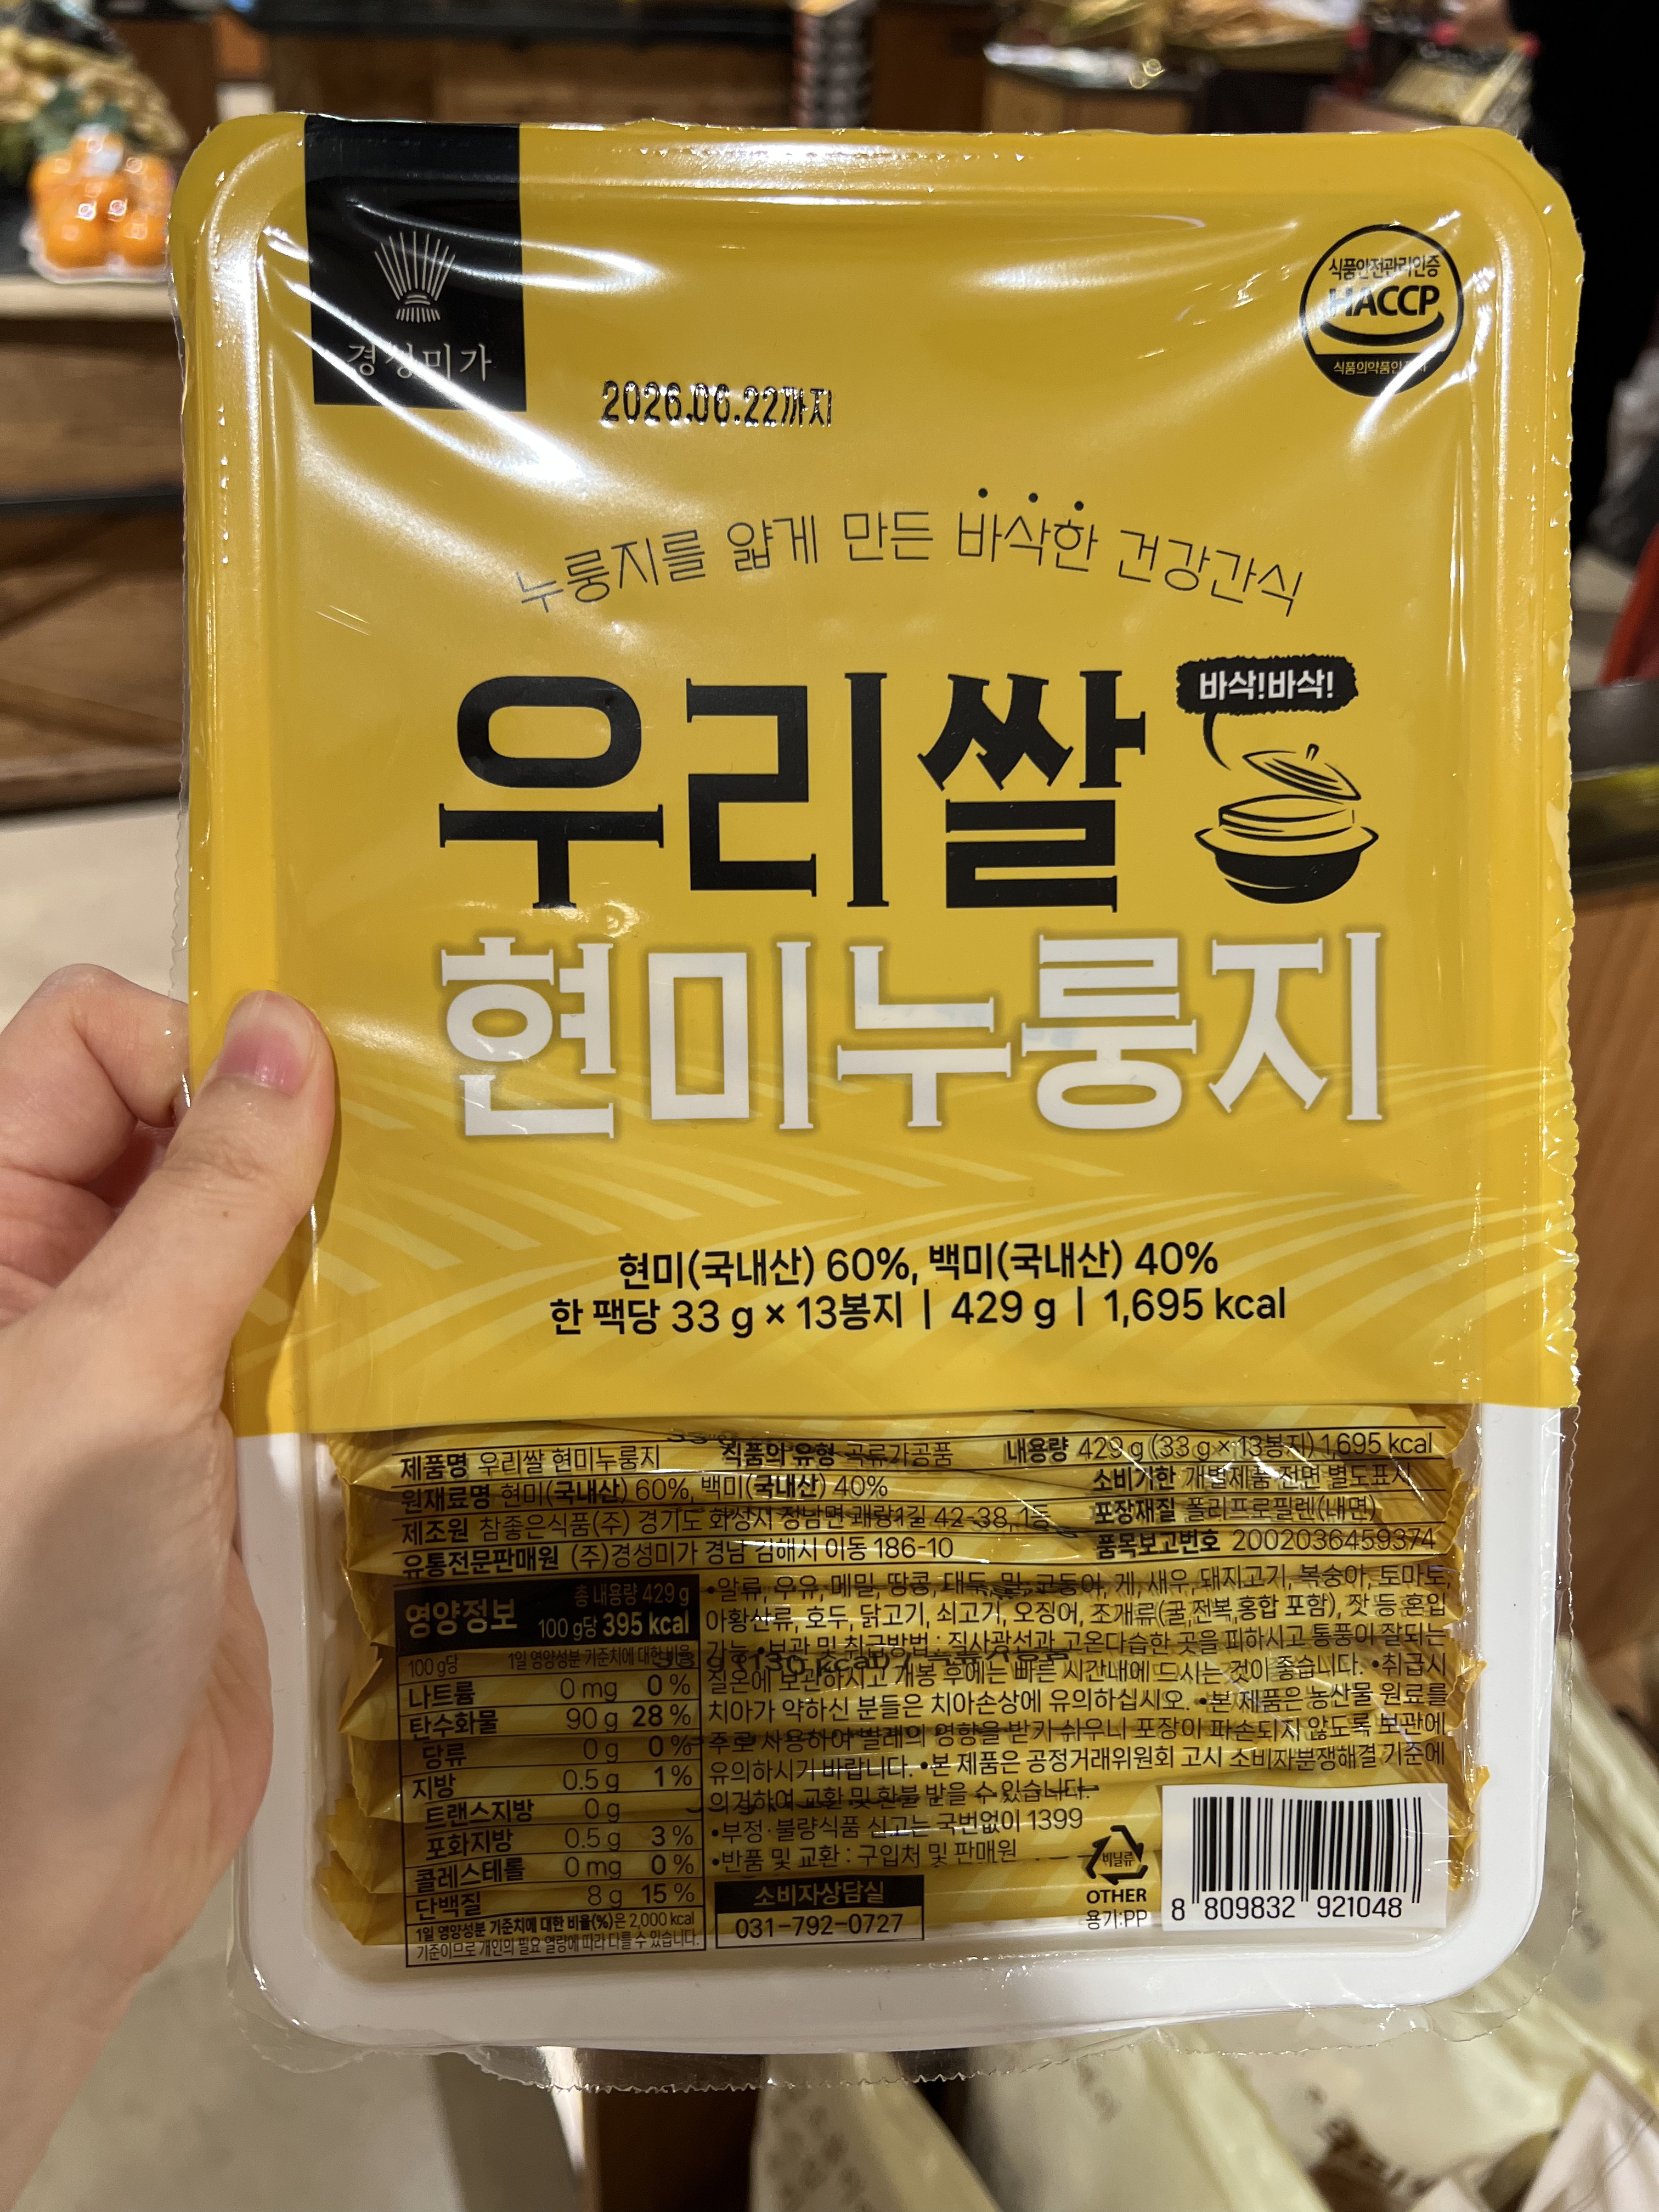 경성미가
식품안전관리인증
HACCP
식품의약품안전처
2026.06.22까지
누룽지를 얇게 만든 바삭한 건강간식
우리쌀
바삭!바삭!
현미누룽지
현미(국내산) 60%, 백미(국내산) 40%
한 팩당 33 g × 13봉지 | 429 g | 1,695 kcal
제품명 우리쌀 현미누룽지 식품의 유형 곡류가공품 내용량 429 g (33 g × 13봉지) 1,695 kcal
원재료명 현미(국내산) 60%, 백미(국내산) 40% 소비기한 개별제품 전면 별도표시
제조원 참좋은식품(주) 경기도 화성시 정남면 괘랑1길 42-38, 1동 포장재질 폴리프로필렌(내면)
유통전문판매원 (주)경성미가 경남 김해시 이동 186-10 품목보고번호 2002036459374
영양정보 총 내용량 429 g
100 g당 395 kcal
100 g당 1일 영양성분 기준치에 대한 비율
나트륨 0 mg 0 %
탄수화물 90 g 28 %
당류 0 g 0 %
지방 0.5 g 1 %
트랜스지방 0 g
포화지방 0.5 g 3 %
콜레스테롤 0 mg 0 %
단백질 8 g 15 %
1일 영양성분 기준치에 대한 비율(%)은 2,000 kcal
기준이므로 개인의 필요 열량에 따라 다를 수 있습니다.
•알류, 우유, 메밀, 땅콩, 대두, 밀, 고등어, 게, 새우, 돼지고기, 복숭아, 토마토,
아황산류, 호두, 닭고기, 쇠고기, 오징어, 조개류(굴,전복,홍합 포함), 잣 등 혼입
가능 •보관 및 취급방법 : 직사광선과 고온다습한 곳을 피하시고 통풍이 잘되는
실온에 보관하시고 개봉 후에는 빠른 시간내에 드시는 것이 좋습니다. •취급시
치아가 약하신 분들은 치아손상에 유의하십시오. •본 제품은 농산물 원료를
주로 사용하여 벌레의 영향을 받기 쉬우니 포장이 파손되지 않도록 보관에
유의하시기 바랍니다. •본 제품은 공정거래위원회 고시 소비자분쟁해결 기준에
의거하여 교환 및 환불 받을 수 있습니다.
•부정·불량식품 신고는 국번없이 1399
•반품 및 교환 : 구입처 및 판매원
소비자상담실
031-792-0727
비닐류
OTHER
용기:PP
8 809832 921048